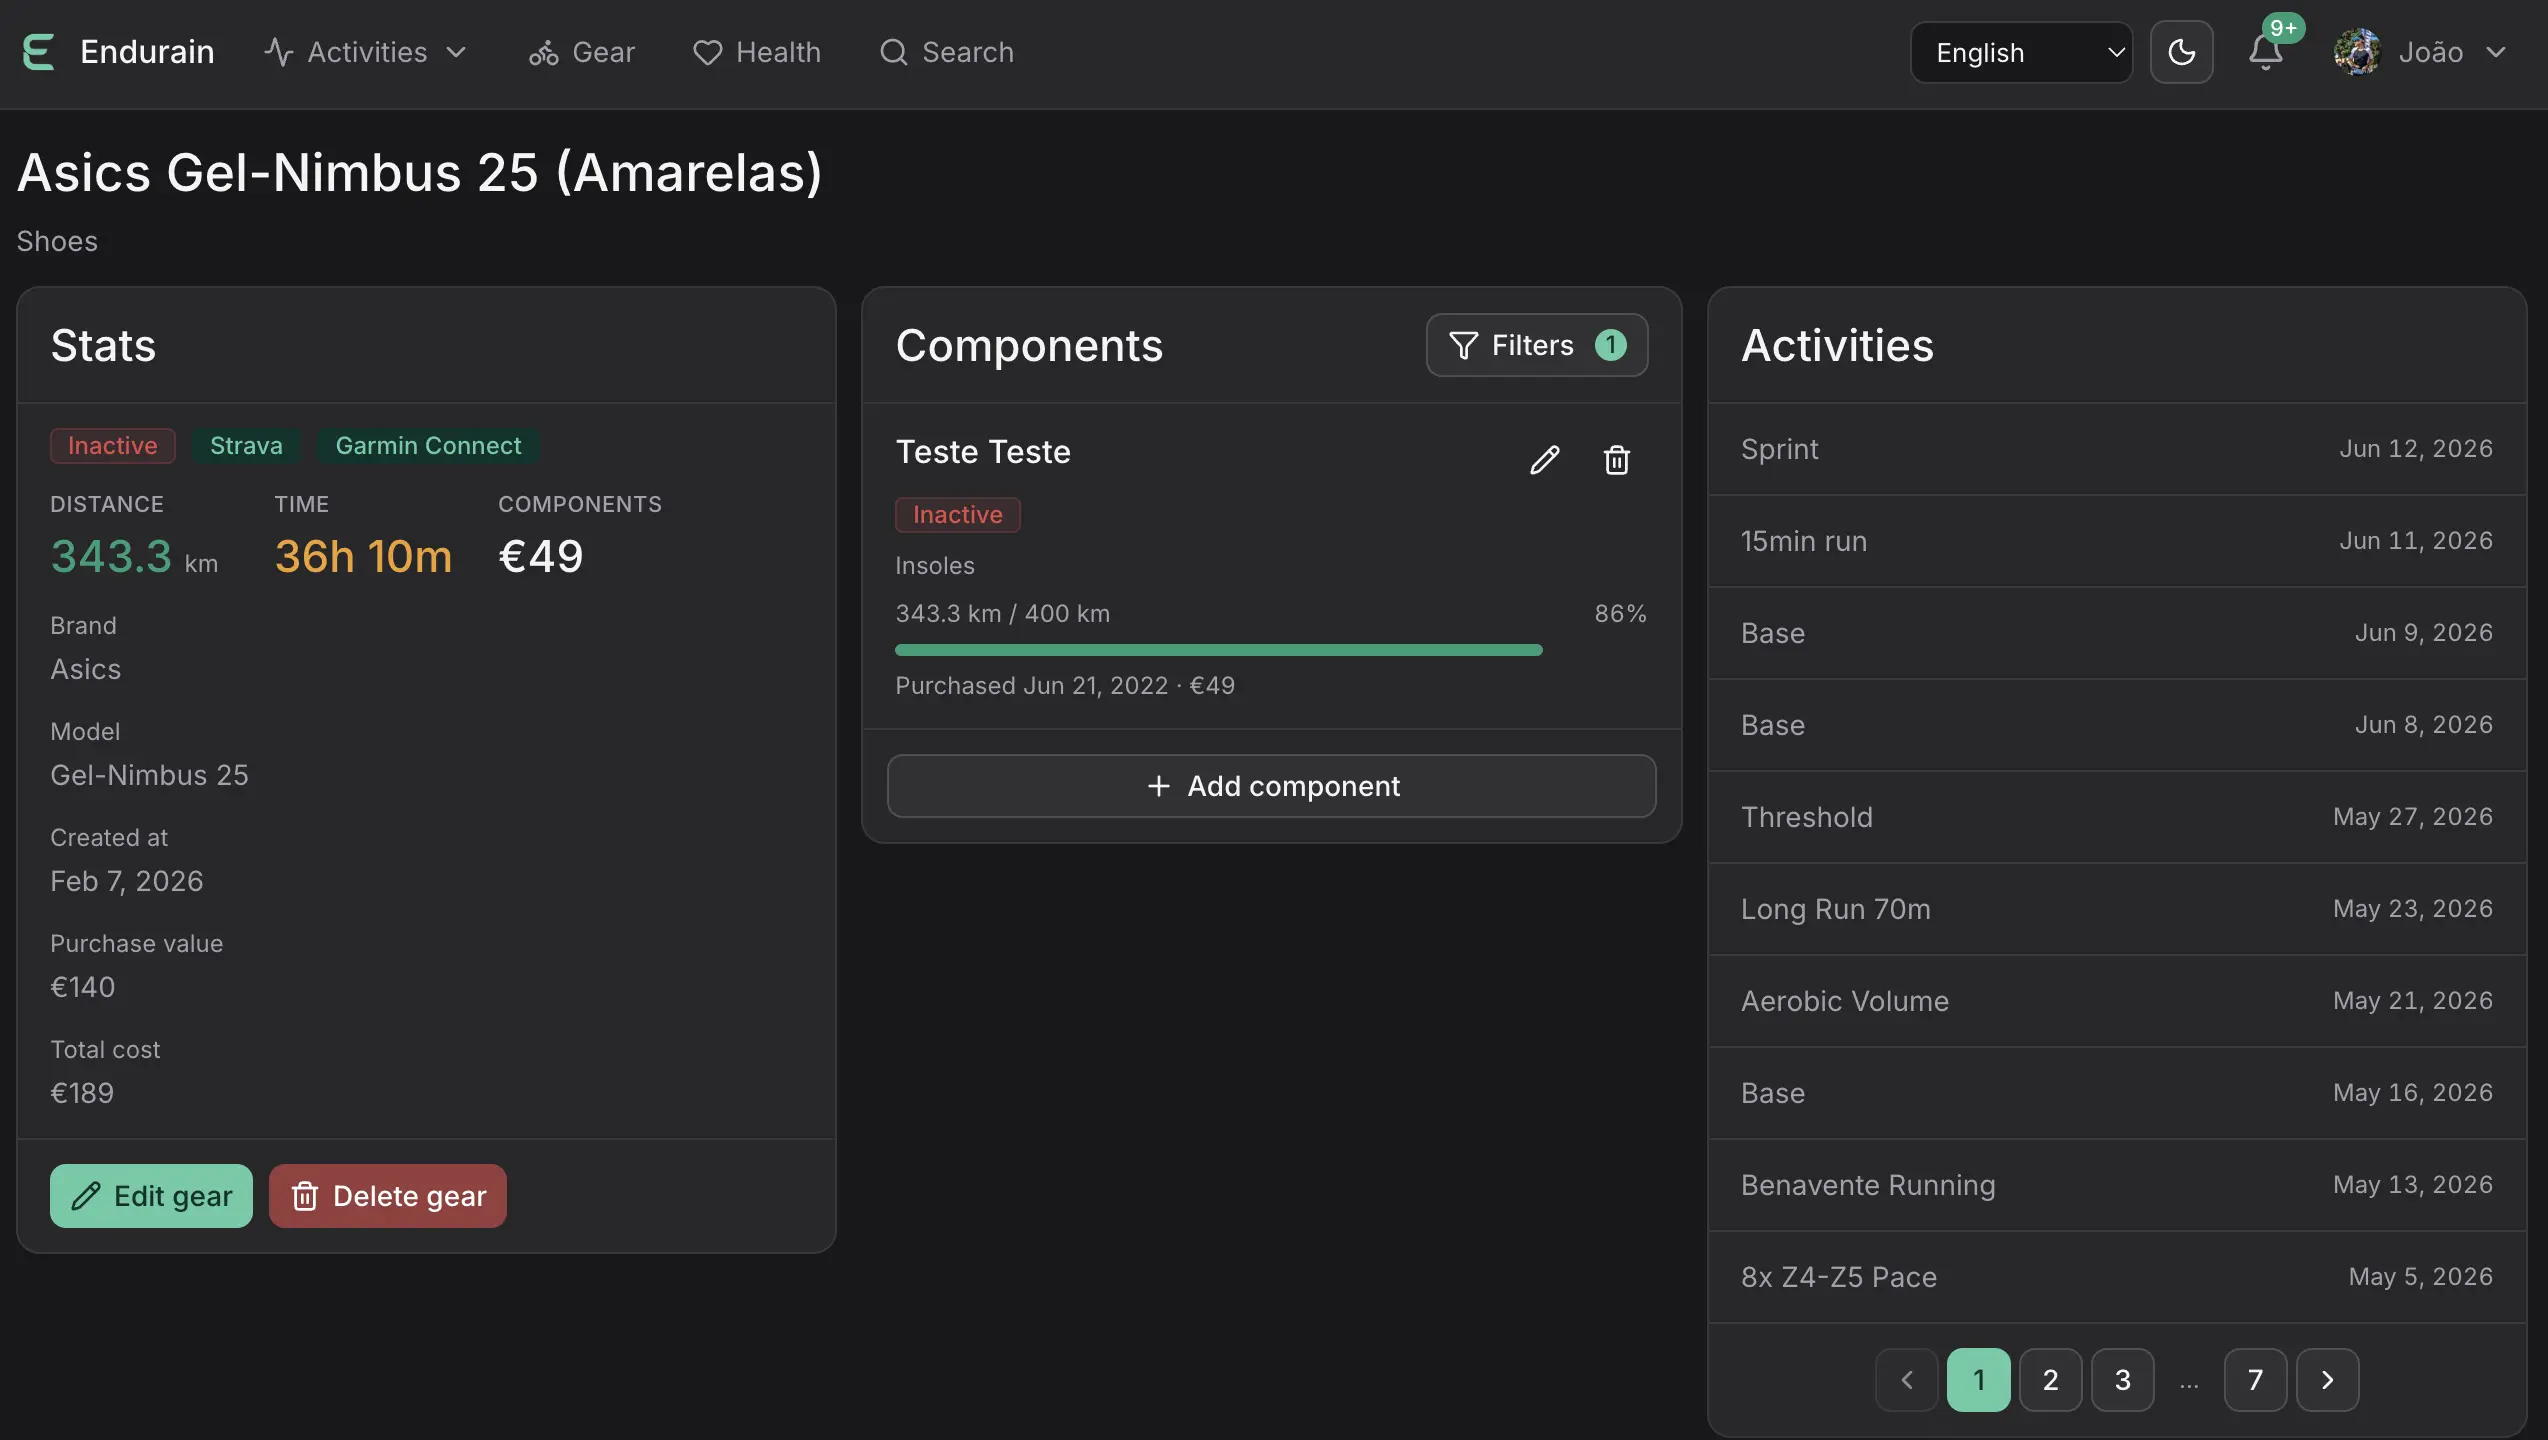 Endurain
Activities
Gear
Health
Search
English
9+
João
Asics Gel-Nimbus 25 (Amarelas)
Shoes
Stats
Inactive Strava Garmin Connect
DISTANCE TIME COMPONENTS
343.3 km 36h 10m €49
Brand
Asics
Model
Gel-Nimbus 25
Created at
Feb 7, 2026
Purchase value
€140
Total cost
€189
Edit gear
Delete gear
Components
Filters 1
Teste Teste
Inactive
Insoles
343.3 km / 400 km 86%
Purchased Jun 21, 2022 · €49
+ Add component
Activities
Sprint Jun 12, 2026
15min run Jun 11, 2026
Base Jun 9, 2026
Base Jun 8, 2026
Threshold May 27, 2026
Long Run 70m May 23, 2026
Aerobic Volume May 21, 2026
Base May 16, 2026
Benavente Running May 13, 2026
8x Z4-Z5 Pace May 5, 2026
1 2 3 ... 7